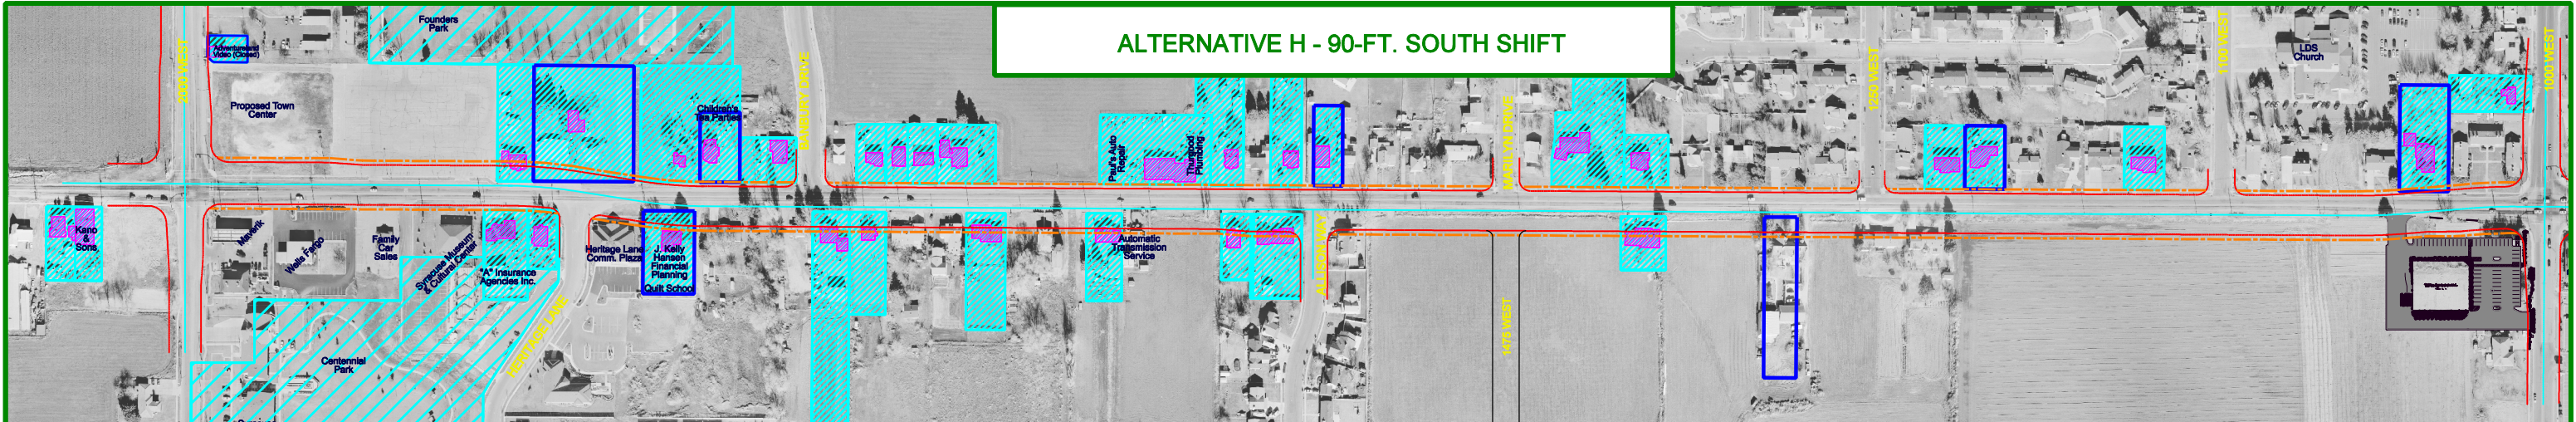 ALTERNATIVE H - 90-FT. SOUTH SHIFT
Founders
Park
Adventureland
Video (Closed)
2000 WEST
Proposed Town
Center
Children's
Tea Parties
BANBURY DRIVE
Paul's Auto
Repair
Thurgood
Plumbing
MARILYN DRIVE
1250 WEST
1100 WEST
LDS
Church
1000 WEST
Kano
&
Sons
Maverik
Wells Fargo
Family
Car
Sales
Syracuse Museum
& Cultural Center
"A" Insurance
Agencies Inc.
HERITAGE LANE
Heritage Lane
Comm. Plaza
J. Kelly
Hansen
Financial
Planning
Quilt School
Automatic
Transmission
Service
ALLISON WAY
1475 WEST
Centennial
Park